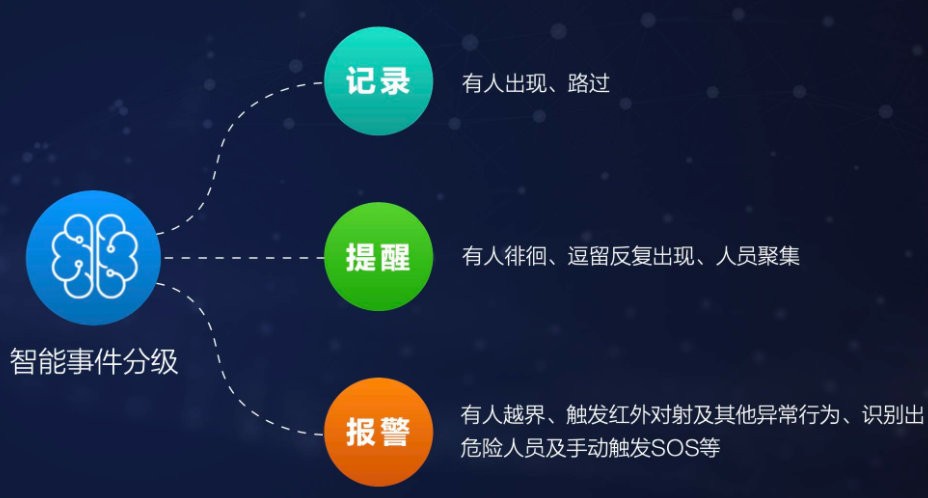 记录
有人出现、路过
提醒
有人徘徊、逗留反复出现、人员聚集
智能事件分级
报警
有人越界、触发红外对射及其他异常行为、识别出
危险人员及手动触发SOS等